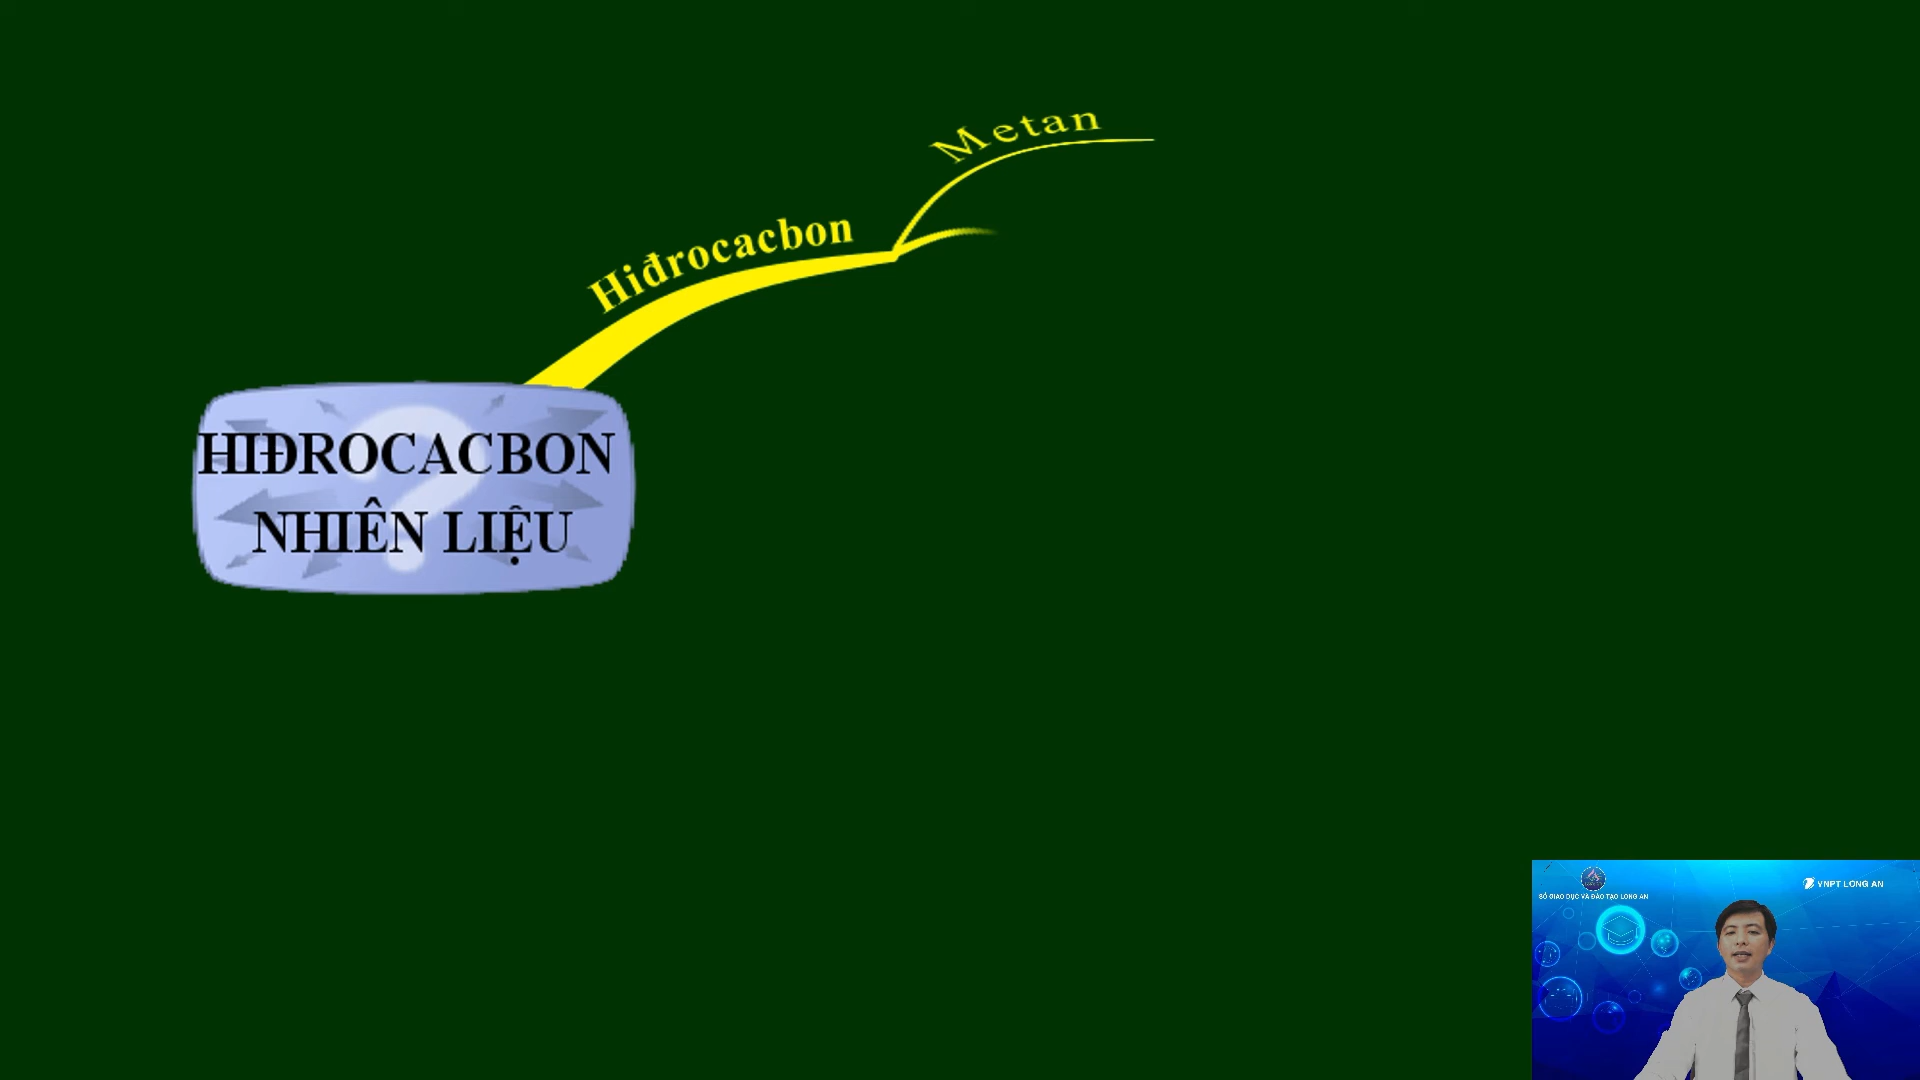 Metan
Hiđrocacbon
HIĐROCACBON
NHIÊN LIỆU
SỞ GIÁO DỤC VÀ ĐÀO TẠO LONG AN
VNPT LONG AN